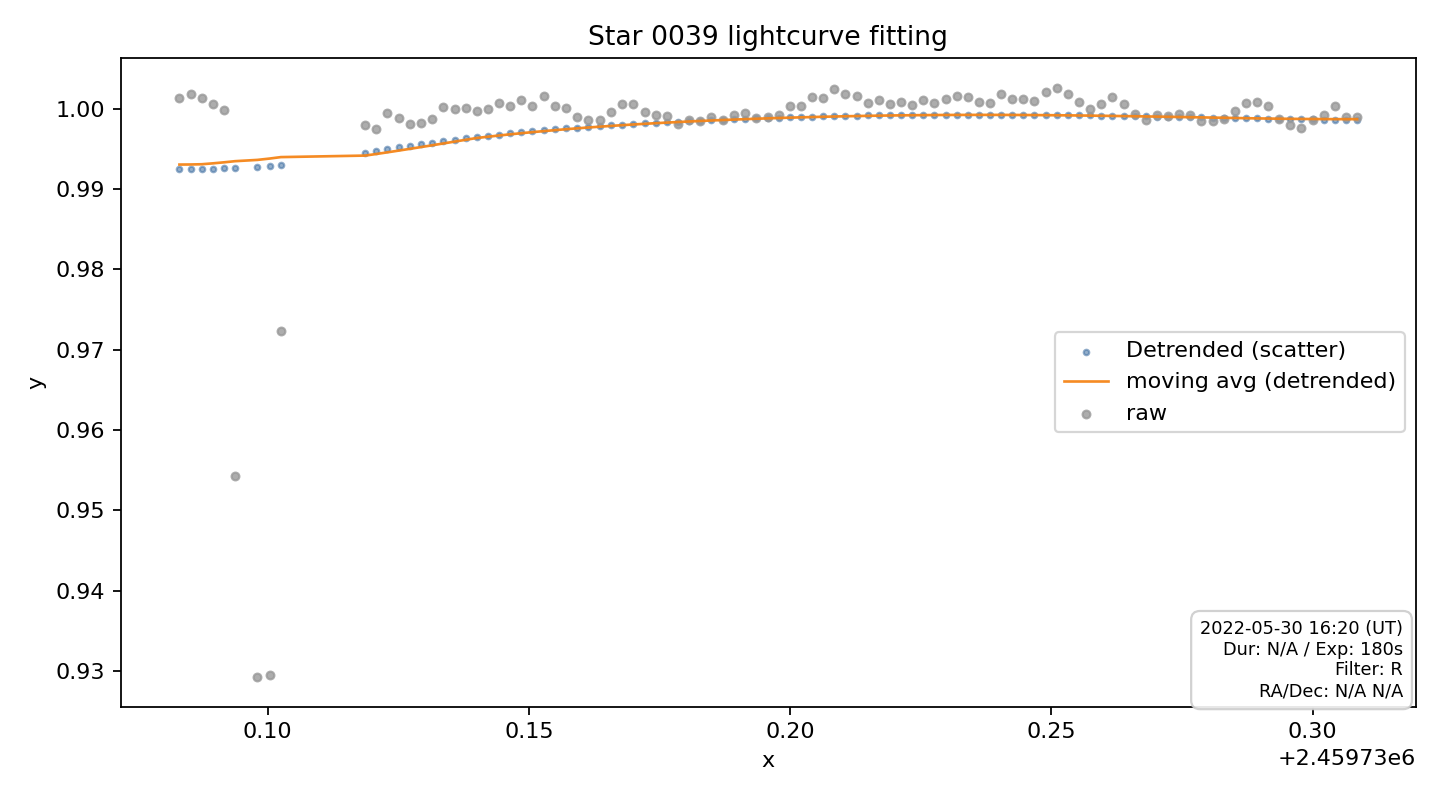 Star 0039 lightcurve fitting
y
1.00
0.99
0.98
0.97
0.96
0.95
0.94
0.93
Detrended (scatter)
moving avg (detrended)
raw
2022-05-30 16:20 (UT)
Dur: N/A / Exp: 180s
Filter: R
RA/Dec: N/A N/A
0.10 0.15 0.20 0.25 0.30
+2.45973e6
x